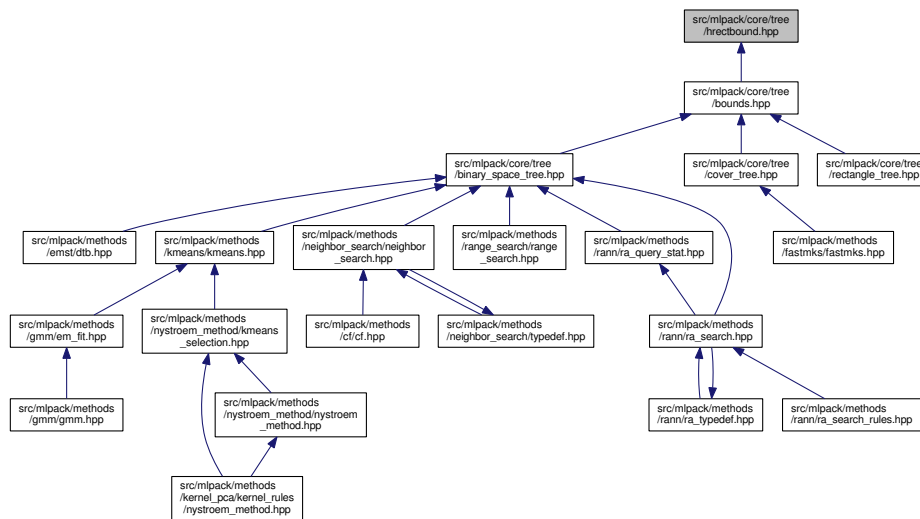 src/mlpack/core/tree
/hrectbound.hpp
src/mlpack/core/tree
/bounds.hpp
src/mlpack/core/tree
/binary_space_tree.hpp
src/mlpack/core/tree
/cover_tree.hpp
src/mlpack/core/tree
/rectangle_tree.hpp
src/mlpack/methods
/emst/dtb.hpp
src/mlpack/methods
/kmeans/kmeans.hpp
src/mlpack/methods
/neighbor_search/neighbor
_search.hpp
src/mlpack/methods
/range_search/range
_search.hpp
src/mlpack/methods
/rann/ra_query_stat.hpp
src/mlpack/methods
/fastmks/fastmks.hpp
src/mlpack/methods
/gmm/em_fit.hpp
src/mlpack/methods
/nystroem_method/kmeans
_selection.hpp
src/mlpack/methods
/cf/cf.hpp
src/mlpack/methods
/neighbor_search/typedef.hpp
src/mlpack/methods
/rann/ra_search.hpp
src/mlpack/methods
/gmm/gmm.hpp
src/mlpack/methods
/nystroem_method/nystroem
_method.hpp
src/mlpack/methods
/rann/ra_typedef.hpp
src/mlpack/methods
/rann/ra_search_rules.hpp
src/mlpack/methods
/kernel_pca/kernel_rules
/nystroem_method.hpp